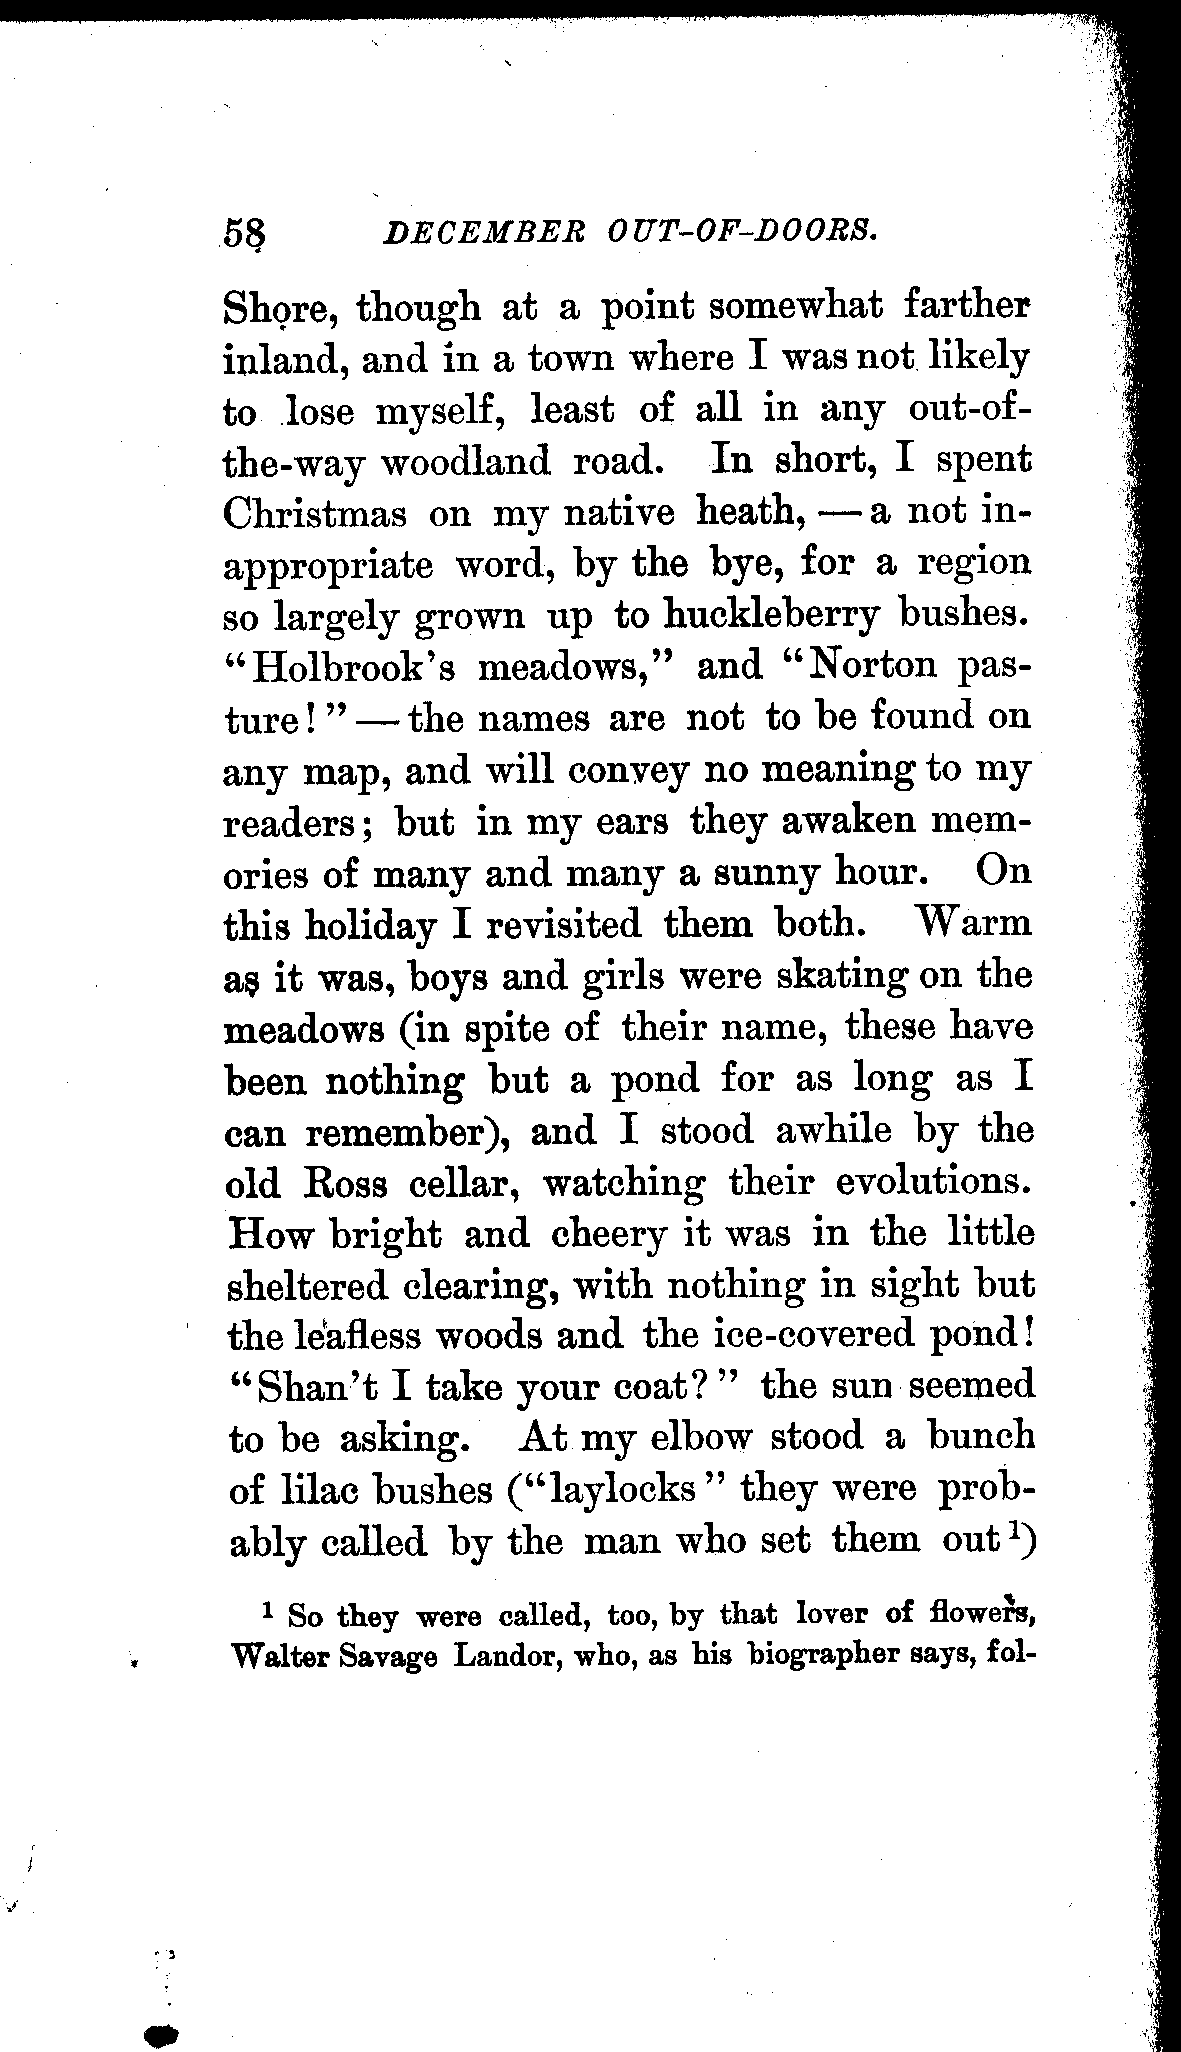 58 DECEMBER OUT-OF-DOORS.
Shore, though at a point somewhat farther
inland, and in a town where I was not likely
to lose myself, least of all in any out-of-
the-way woodland road. In short, I spent
Christmas on my native heath, — a not in-
appropriate word, by the bye, for a region
so largely grown up to huckleberry bushes.
“Holbrook’s meadows,” and “Norton pas-
ture!” — the names are not to be found on
any map, and will convey no meaning to my
readers; but in my ears they awaken mem-
ories of many and many a sunny hour. On
this holiday I revisited them both. Warm
as it was, boys and girls were skating on the
meadows (in spite of their name, these have
been nothing but a pond for as long as I
can remember), and I stood awhile by the
old Ross cellar, watching their evolutions.
How bright and cheery it was in the little
sheltered clearing, with nothing in sight but
the leafless woods and the ice-covered pond!
“Shan’t I take your coat?” the sun seemed
to be asking. At my elbow stood a bunch
of lilac bushes (“laylocks” they were prob-
ably called by the man who set them out ¹)
¹ So they were called, too, by that lover of flowers,
Walter Savage Landor, who, as his biographer says, fol-